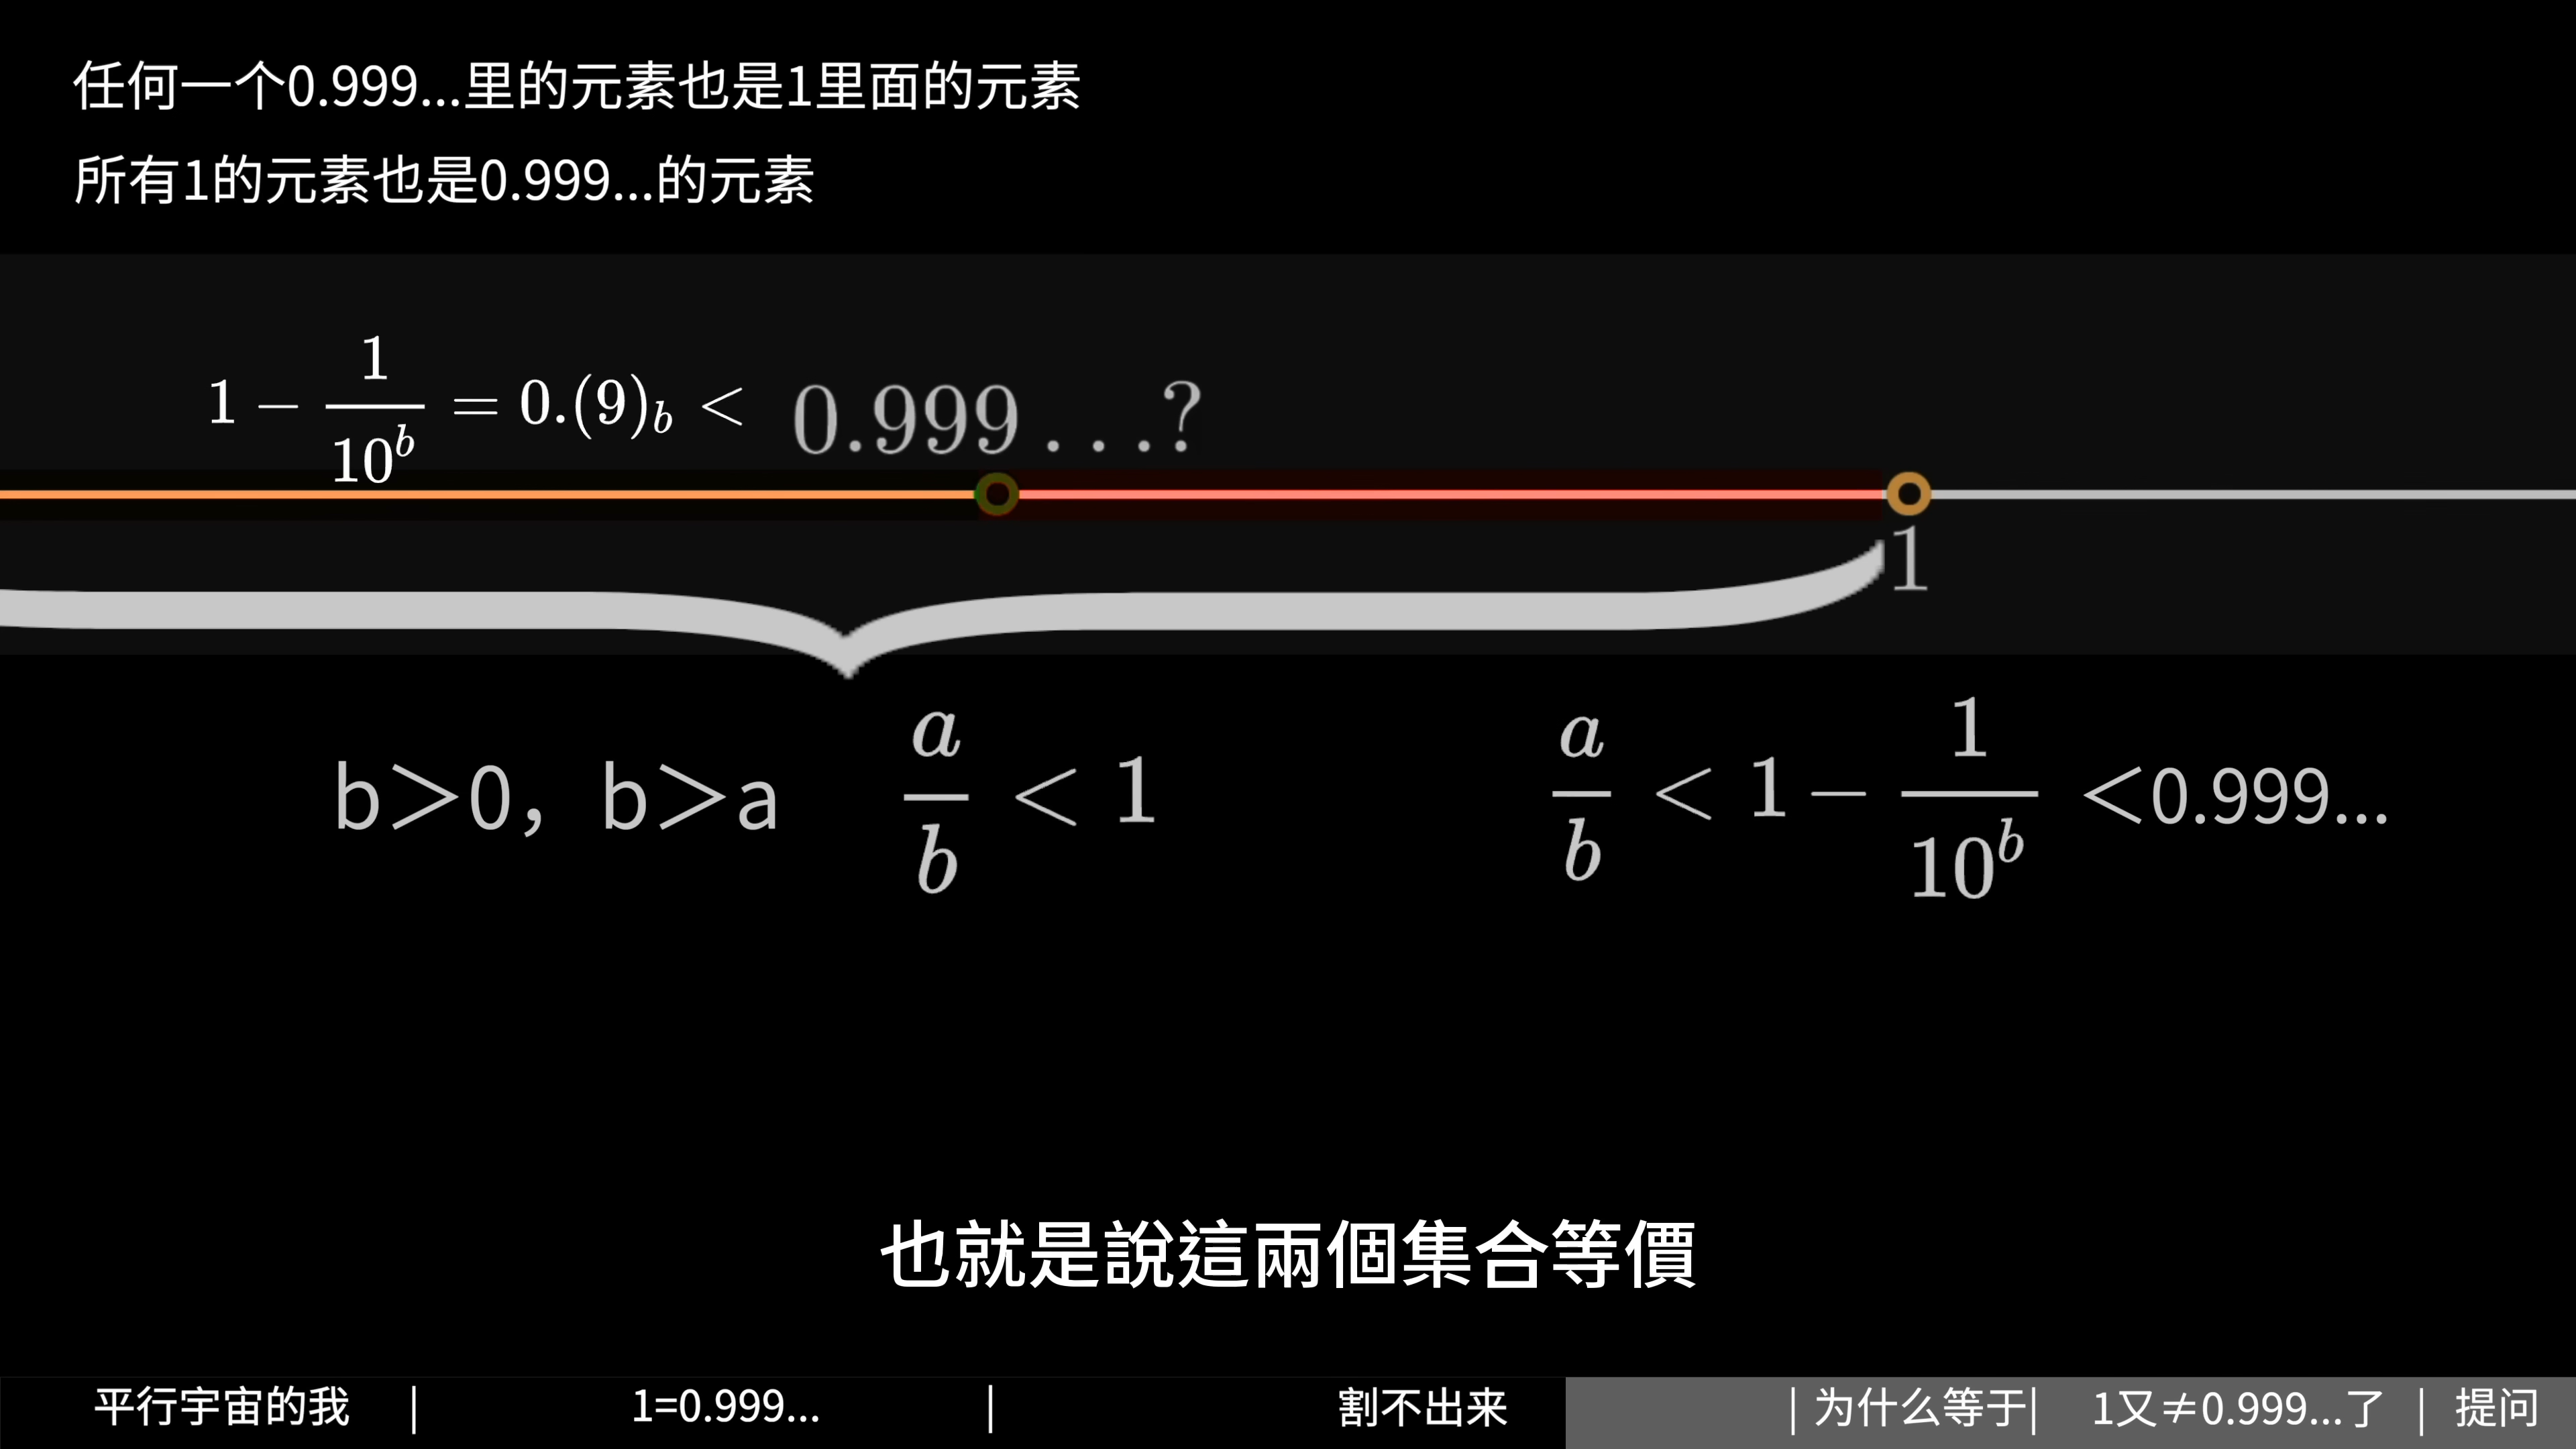 任何一个0.999...里的元素也是1里面的元素
所有1的元素也是0.999...的元素
1 − 1/10^b = 0.(9)_b < 0.999...?
1
b＞0，b＞a a/b < 1 a/b < 1 − 1/10^b ＜0.999...
也就是說這兩個集合等價
平行宇宙的我 | 1=0.999... | 割不出来 | 为什么等于| 1又≠0.999...了 | 提问